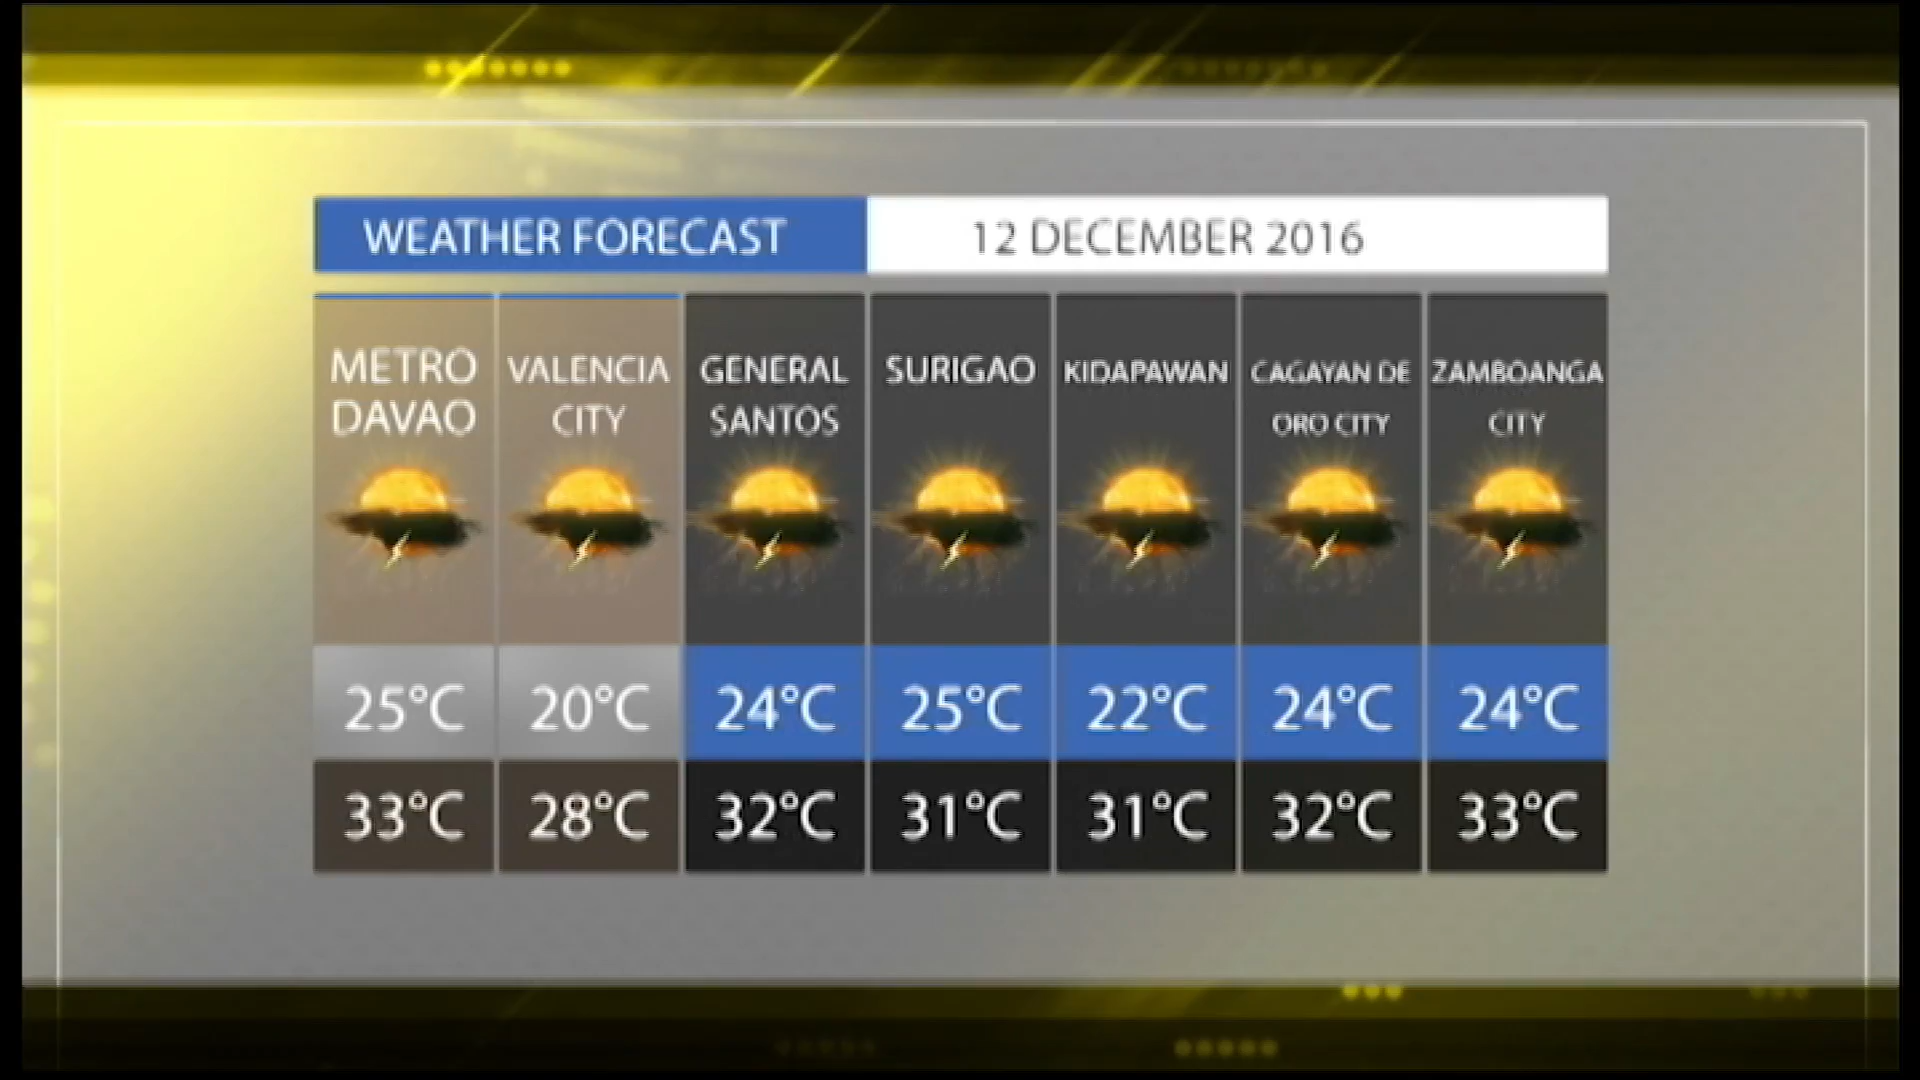 WEATHER FORECAST
12 DECEMBER 2016
METRO
DAVAO
VALENCIA
CITY
GENERAL
SANTOS
SURIGAO
KIDAPAWAN
CAGAYAN DE
ORO CITY
ZAMBOANGA
CITY
25°C
20°C
24°C
25°C
22°C
24°C
24°C
33°C
28°C
32°C
31°C
31°C
32°C
33°C